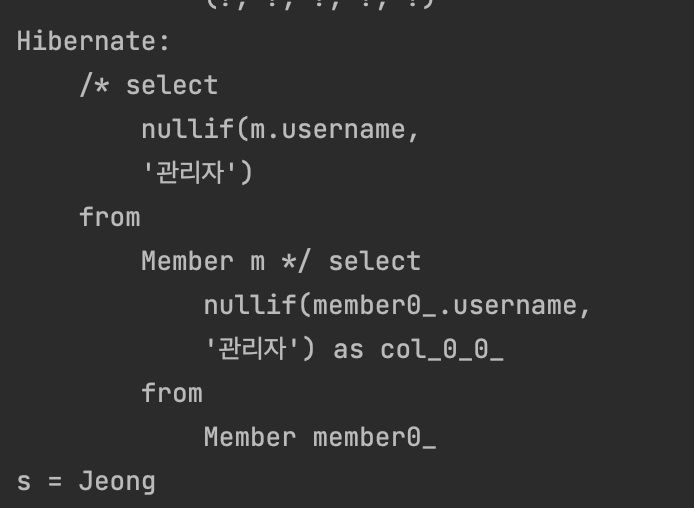 (?, ?, ?, ?, ?)
Hibernate:
/* select
nullif(m.username,
'관리자')
from
Member m */ select
nullif(member0_.username,
'관리자') as col_0_0_
from
Member member0_
s = Jeong